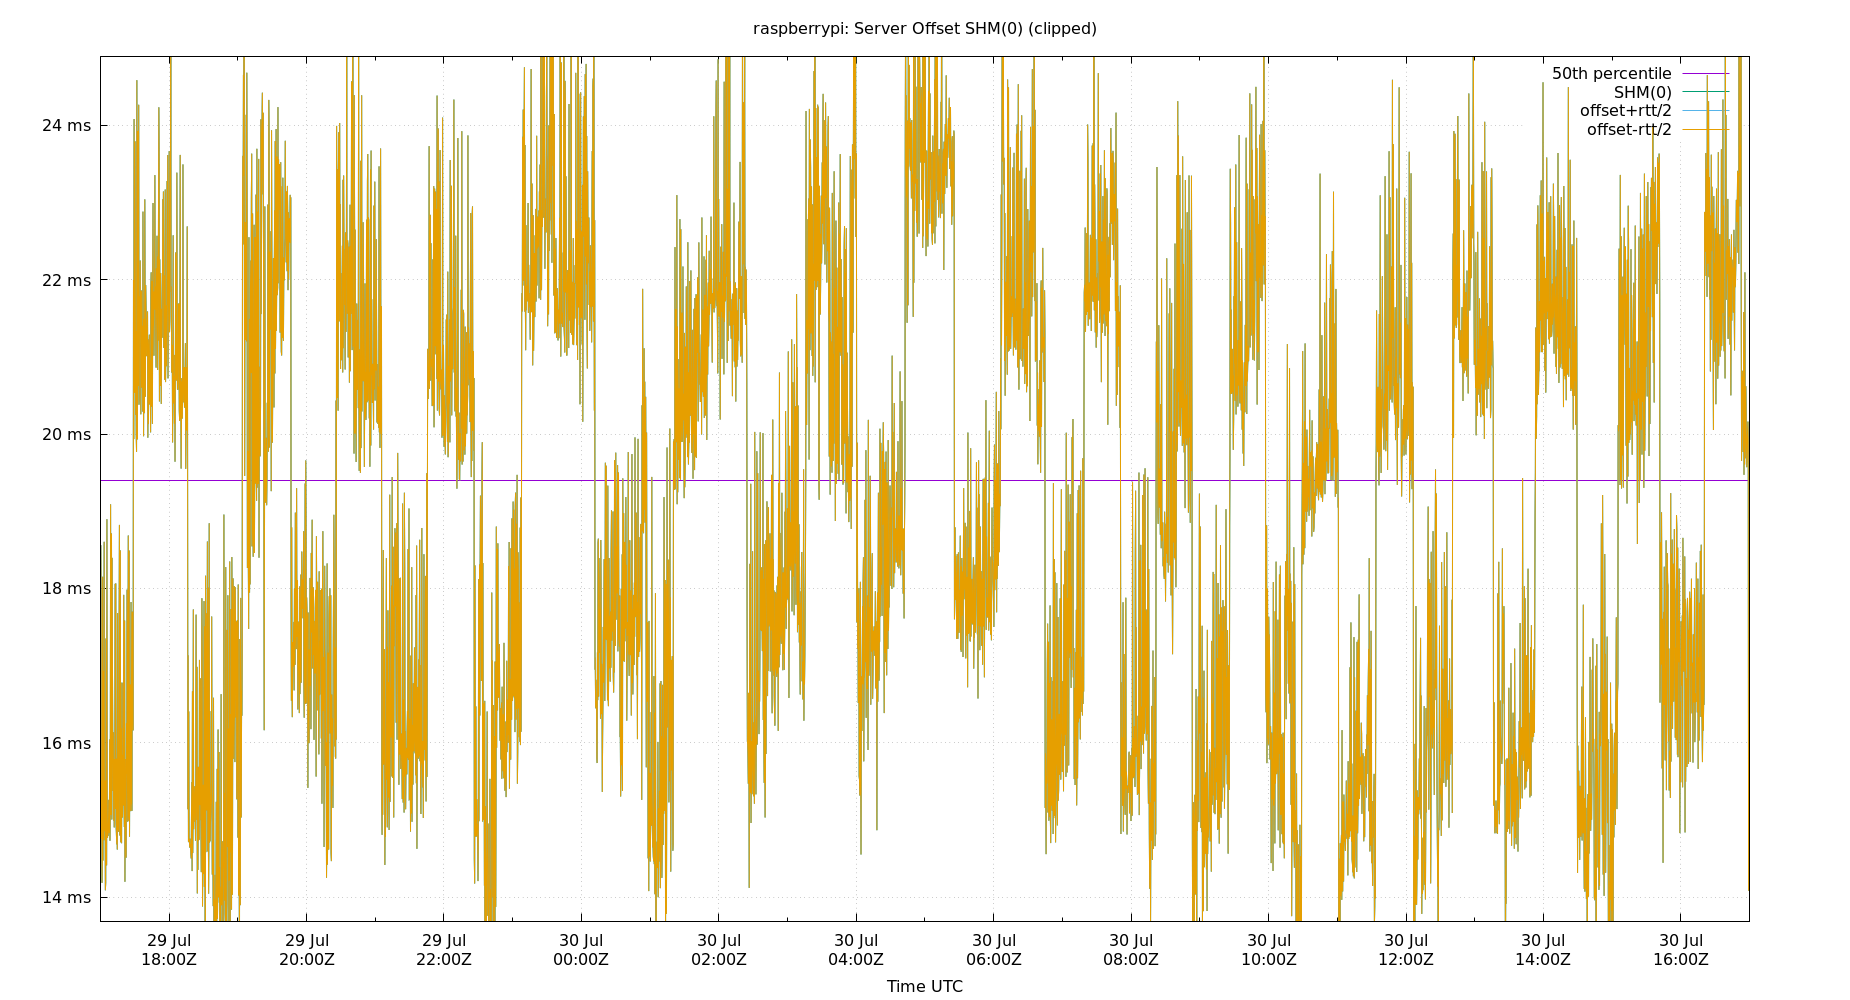 raspberrypi: Server Offset SHM(0) (clipped)
50th percentile
SHM(0)
offset+rtt/2
offset-rtt/2
24 ms
22 ms
20 ms
18 ms
16 ms
14 ms
29 Jul 29 Jul 29 Jul 30 Jul 30 Jul 30 Jul 30 Jul 30 Jul 30 Jul 30 Jul 30 Jul 30 Jul
18:00Z 20:00Z 22:00Z 00:00Z 02:00Z 04:00Z 06:00Z 08:00Z 10:00Z 12:00Z 14:00Z 16:00Z
Time UTC